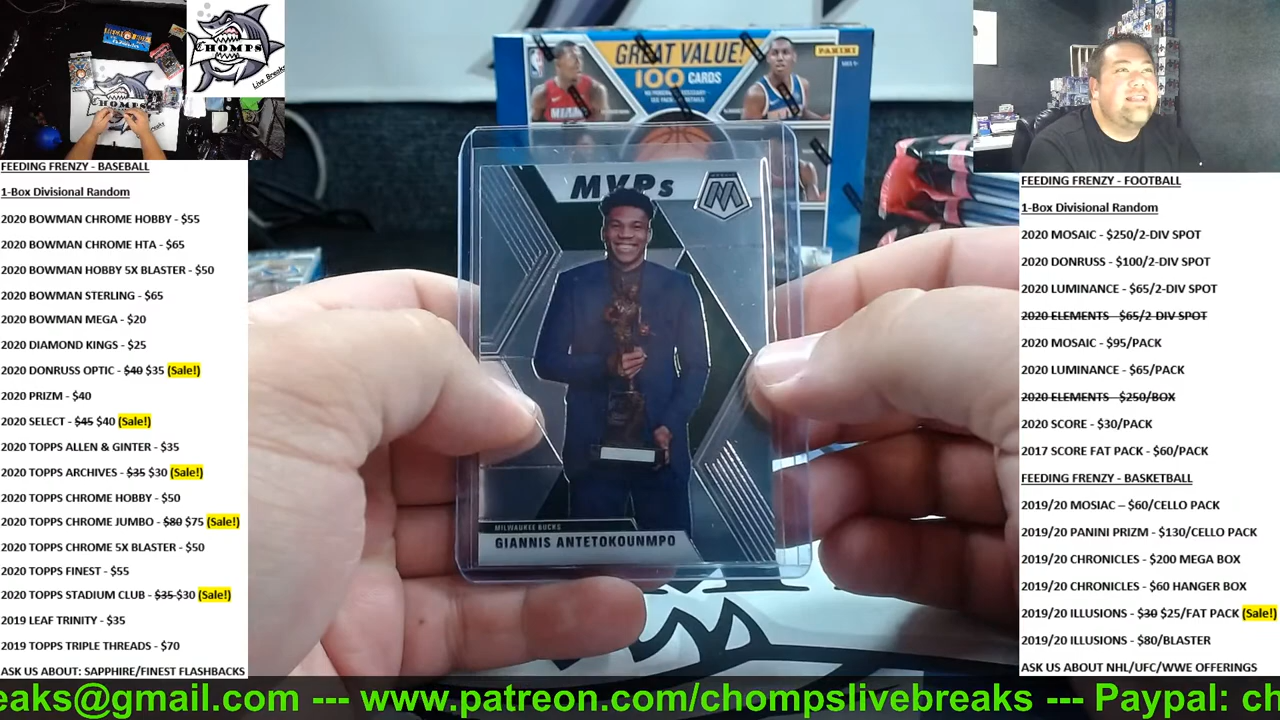 CHOMPS
Live Breaks
FEEDING FRENZY - BASEBALL
1-Box Divisional Random
2020 BOWMAN CHROME HOBBY - $55
2020 BOWMAN CHROME HTA - $65
2020 BOWMAN HOBBY 5X BLASTER - $50
2020 BOWMAN STERLING - $65
2020 BOWMAN MEGA - $20
2020 DIAMOND KINGS - $25
2020 DONRUSS OPTIC - $40 $35 (Sale!)
2020 PRIZM - $40
2020 SELECT - $45 $40 (Sale!)
2020 TOPPS ALLEN & GINTER - $35
2020 TOPPS ARCHIVES - $35 $30 (Sale!)
2020 TOPPS CHROME HOBBY - $50
2020 TOPPS CHROME JUMBO - $80 $75 (Sale!)
2020 TOPPS CHROME 5X BLASTER - $50
2020 TOPPS FINEST - $55
2020 TOPPS STADIUM CLUB - $35 $30 (Sale!)
2019 LEAF TRINITY - $35
2019 TOPPS TRIPLE THREADS - $70
ASK US ABOUT: SAPPHIRE/FINEST FLASHBACKS
GREAT VALUE!
100 CARDS
PANINI
MIAMI
MVPs
MOSAIC
MILWAUKEE BUCKS
GIANNIS ANTETOKOUNMPO
FEEDING FRENZY - FOOTBALL
1-Box Divisional Random
2020 MOSAIC - $250/2-DIV SPOT
2020 DONRUSS - $100/2-DIV SPOT
2020 LUMINANCE - $65/2-DIV SPOT
2020 ELEMENTS - $65/2 DIV SPOT
2020 MOSAIC - $95/PACK
2020 LUMINANCE - $65/PACK
2020 ELEMENTS - $250/BOX
2020 SCORE - $30/PACK
2017 SCORE FAT PACK - $60/PACK
FEEDING FRENZY - BASKETBALL
2019/20 MOSIAC – $60/CELLO PACK
2019/20 PANINI PRIZM - $130/CELLO PACK
2019/20 CHRONICLES - $200 MEGA BOX
2019/20 CHRONICLES - $60 HANGER BOX
2019/20 ILLUSIONS - $30 $25/FAT PACK (Sale!)
2019/20 ILLUSIONS - $80/BLASTER
ASK US ABOUT NHL/UFC/WWE OFFERINGS
eaks@gmail.com --- www.patreon.com/chompslivebreaks --- Paypal: ch